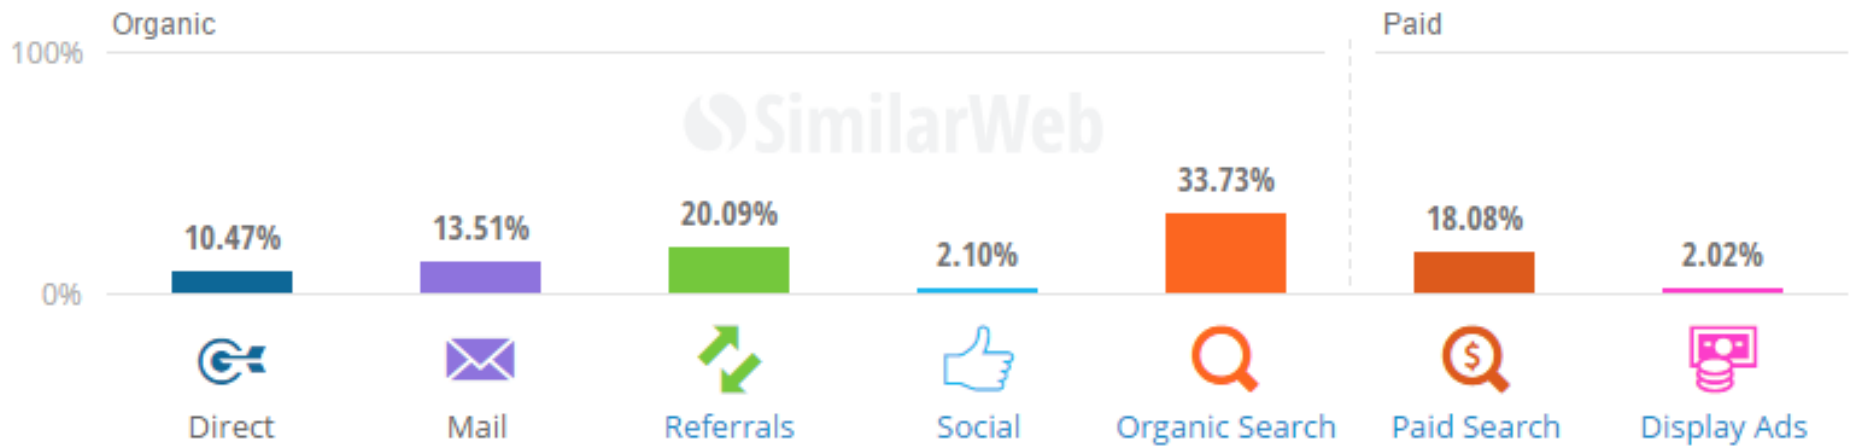 Organic Paid
100%
SimilarWeb
33.73%
20.09% 18.08%
10.47% 13.51% 2.10% 2.02%
0%
$
Direct Mail Referrals Social Organic Search Paid Search Display Ads